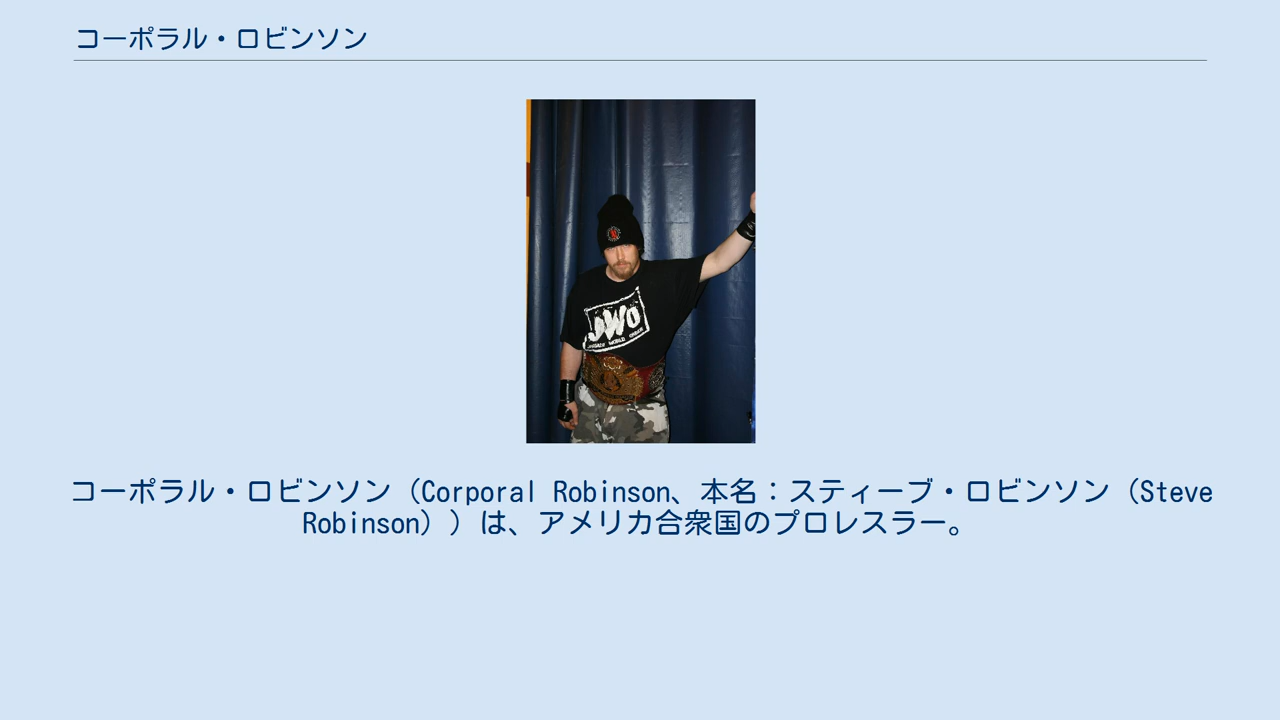 コーポラル・ロビンソン
JWO
コーポラル・ロビンソン（Corporal Robinson、本名：スティーブ・ロビンソン（Steve
Robinson））は、アメリカ合衆国のプロレスラー。